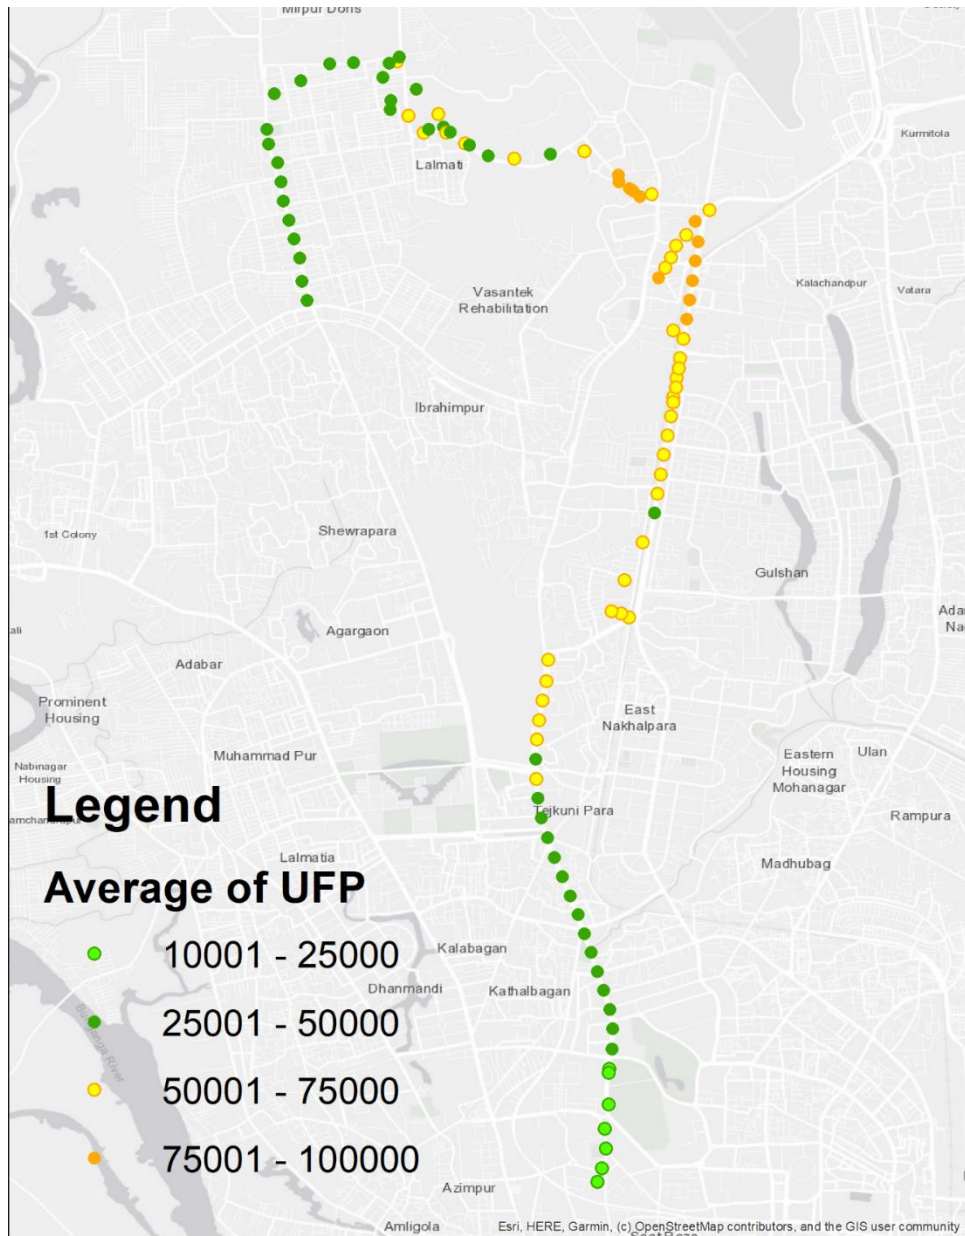 Mirpur Dohs
Kurmitola
Lalmati
Kalachandpur
Vatara
Vasantek
Rehabilitation
Ibrahimpur
Shewrapara
1st Colony
Gulshan
Agargaon
Adabar
Prominent
Housing
East
Nakhalpara
Muhammad Pur
Eastern
Housing
Mohanagar
Ulan
Nabinagar
Housing
Legend
Tejkuni Para
Rampura
Lalmatia
Madhubag
Average of UFP
10001 - 25000
Kalabagan
Dhanmandi
Kathalbagan
25001 - 50000
50001 - 75000
75001 - 100000
Azimpur
Amligola
Esri, HERE, Garmin, (c) OpenStreetMap contributors, and the GIS user community